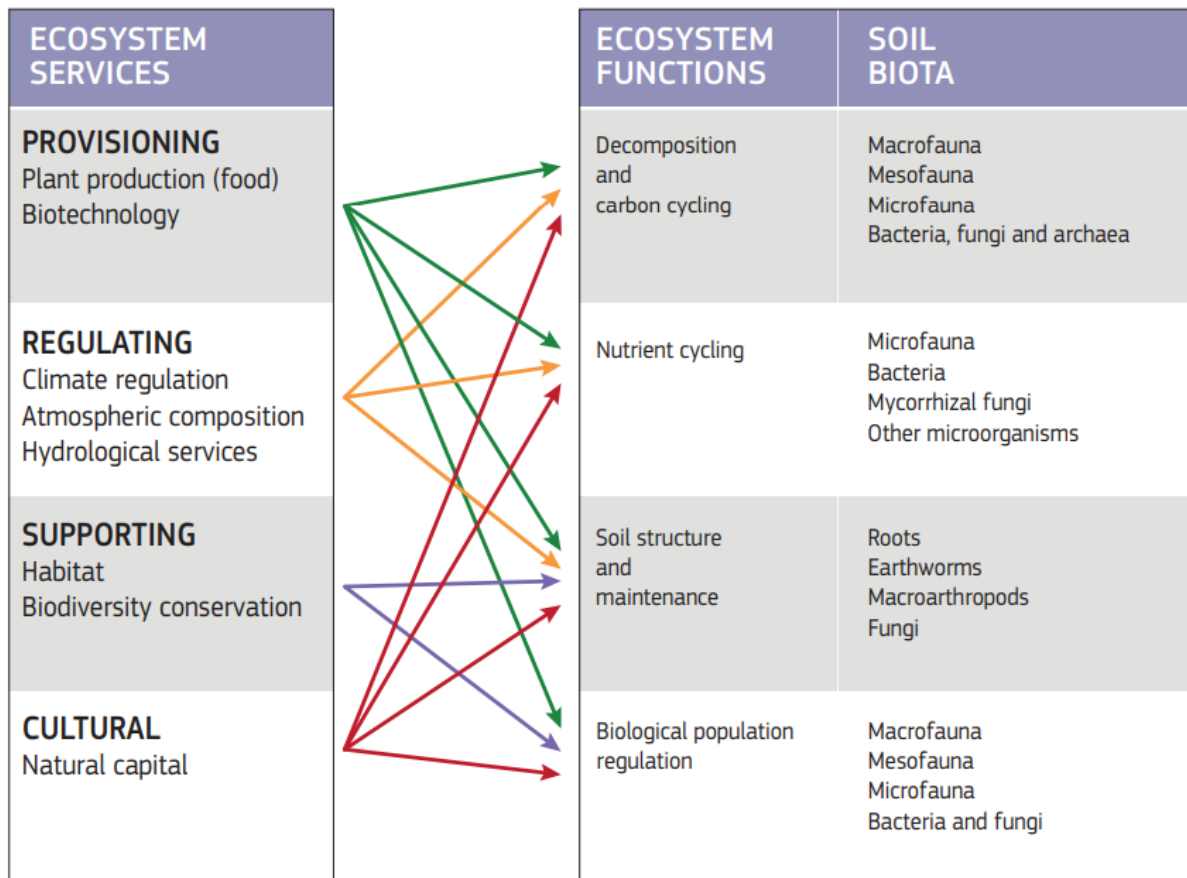 ECOSYSTEM
SERVICES
PROVISIONING
Plant production (food)
Biotechnology
REGULATING
Climate regulation
Atmospheric composition
Hydrological services
SUPPORTING
Habitat
Biodiversity conservation
CULTURAL
Natural capital
ECOSYSTEM
FUNCTIONS
SOIL
BIOTA
Decomposition
and
carbon cycling
Macrofauna
Mesofauna
Microfauna
Bacteria, fungi and archaea
Nutrient cycling
Microfauna
Bacteria
Mycorrhizal fungi
Other microorganisms
Soil structure
and
maintenance
Roots
Earthworms
Macroarthropods
Fungi
Biological population
regulation
Macrofauna
Mesofauna
Microfauna
Bacteria and fungi